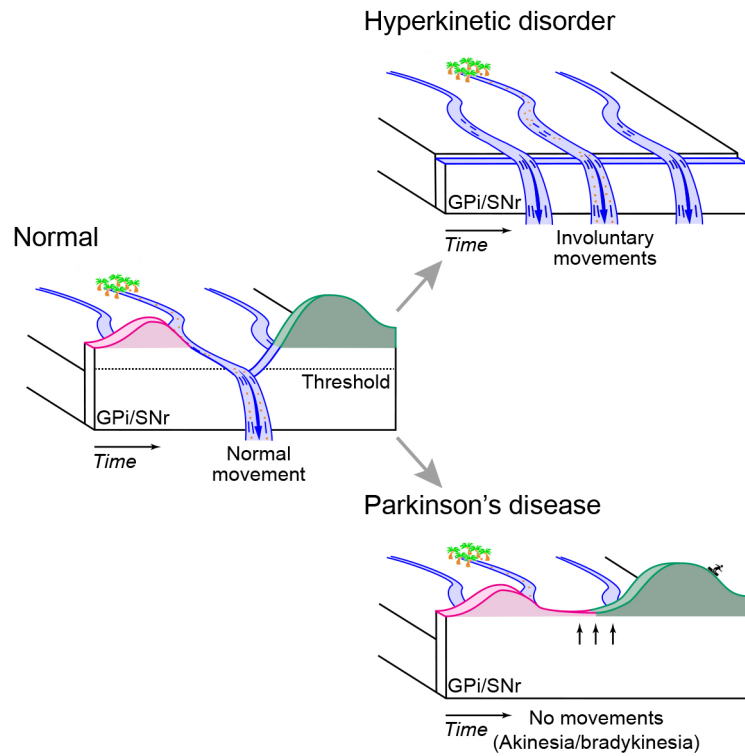 Hyperkinetic disorder
GPi/SNr
Time
Involuntary
movements
Normal
Threshold
GPi/SNr
Time
Normal
movement
Parkinson's disease
GPi/SNr
Time
No movements
(Akinesia/bradykinesia)